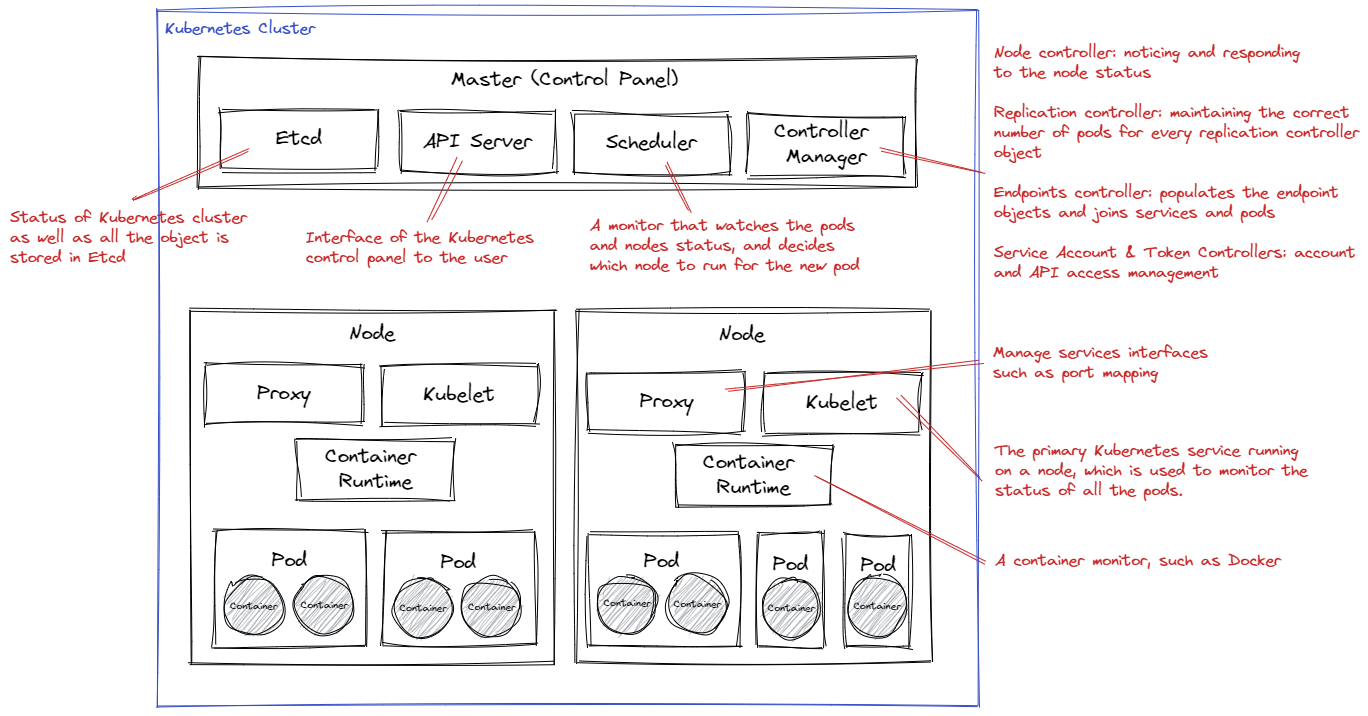 Kubernetes Cluster
Master (Control Panel)
Etcd
API Server
Scheduler
Controller
Manager
Status of Kubernetes cluster
as well as all the object is
stored in Etcd
Interface of the Kubernetes
control panel to the user
A monitor that watches the pods
and nodes status, and decides
which node to run for the new pod
Node controller: noticing and responding
to the node status
Replication controller: maintaining the correct
number of pods for every replication controller
object
Endpoints controller: populates the endpoint
objects and joins services and pods
Service Account & Token Controllers: account
and API access management
Node
Proxy
Kubelet
Container
Runtime
Pod
Container
Container
Pod
Container
Container
Node
Proxy
Kubelet
Container
Runtime
Pod
Container
Container
Pod
Container
Pod
Container
Manage services interfaces
such as port mapping
The primary Kubernetes service running
on a node, which is used to monitor the
status of all the pods.
A container monitor, such as Docker